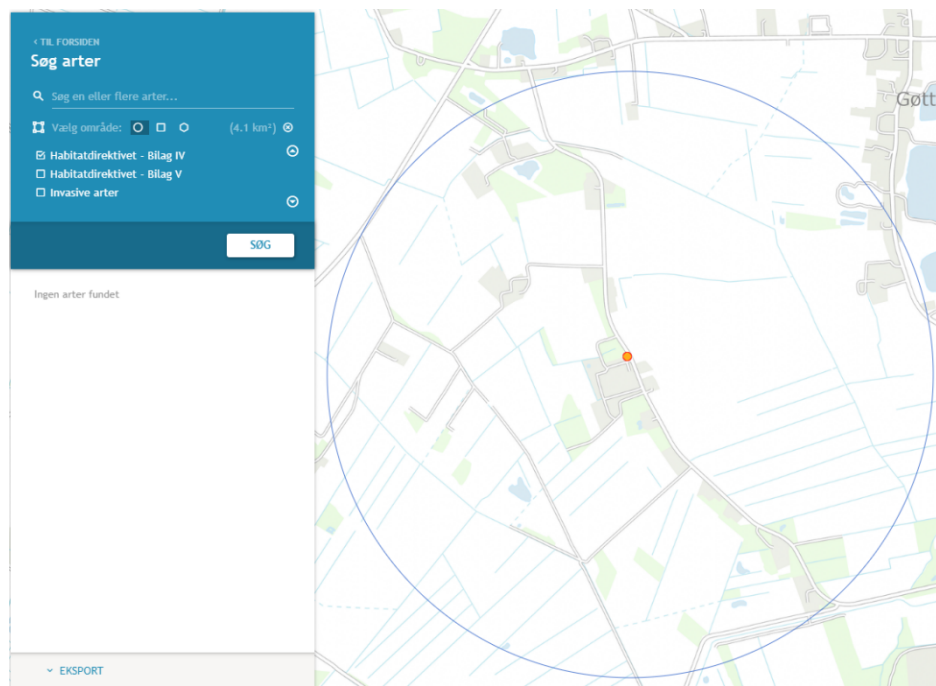 ‹ TIL FORSIDEN
Søg arter
Søg en eller flere arter...
Vælg område: (4.1 km²)
Habitatdirektivet - Bilag IV
Habitatdirektivet - Bilag V
Invasive arter
SØG
Ingen arter fundet
EKSPORT
Gøtt